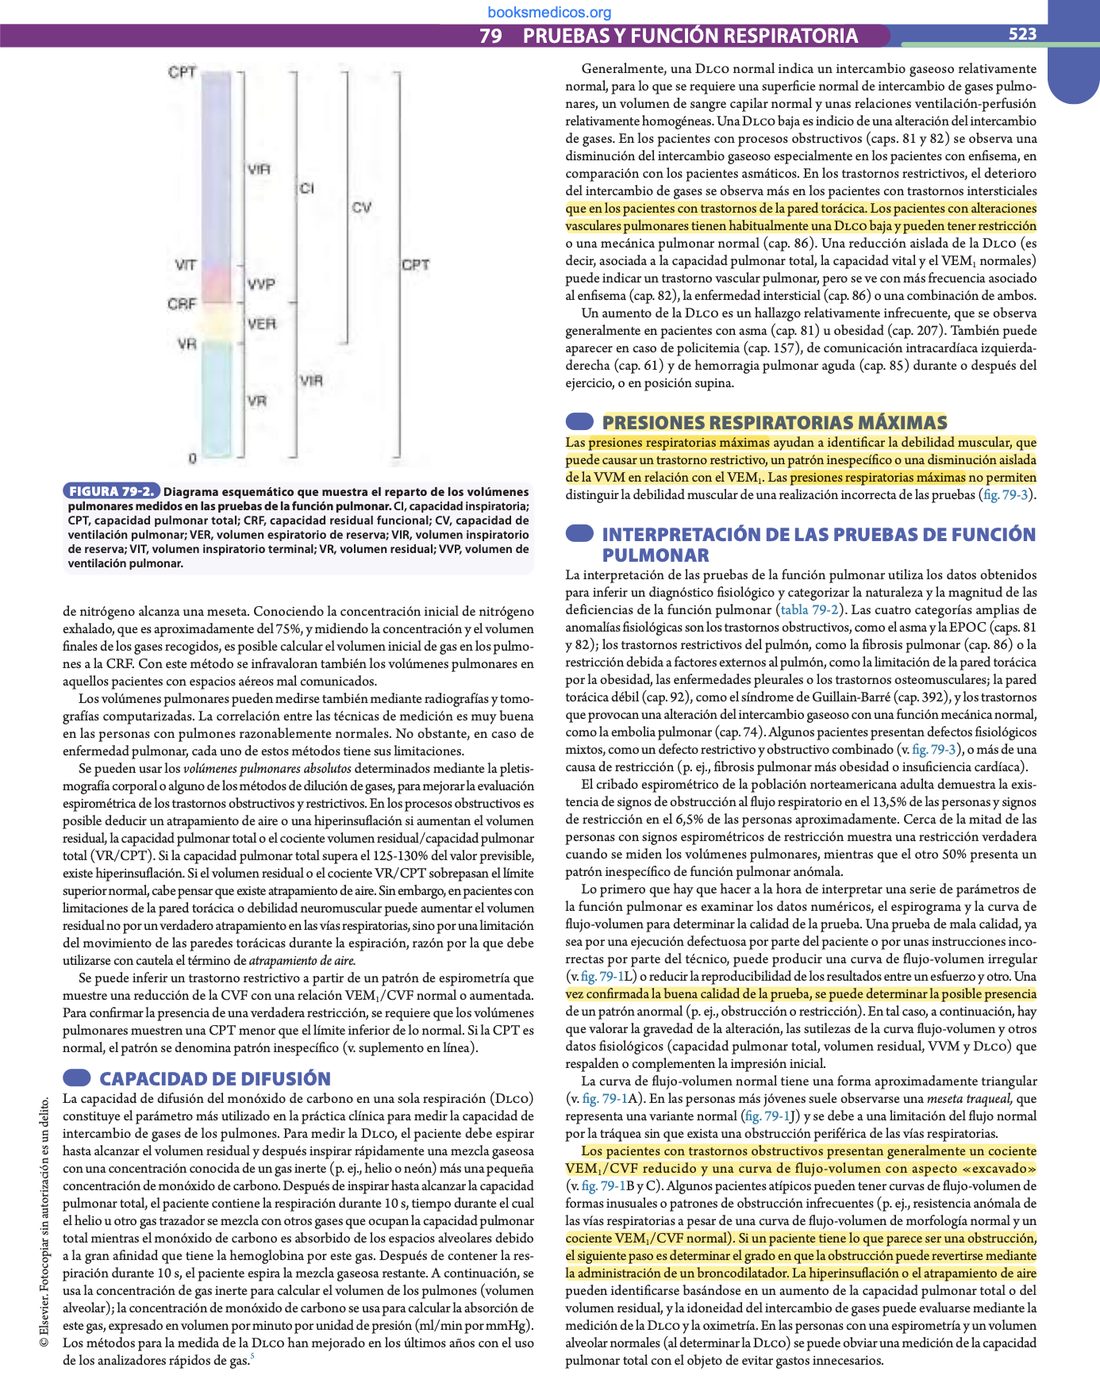 booksmedicos.org
79 PRUEBAS Y FUNCIÓN RESPIRATORIA
523
CPT
VIT
CRF
VR
0
VIR
VVP
VER
VR
CI
VIR
CV
CPT
FIGURA 79-2. Diagrama esquemático que muestra el reparto de los volúmenes
pulmonares medidos en las pruebas de la función pulmonar. CI, capacidad inspiratoria;
CPT, capacidad pulmonar total; CRF, capacidad residual funcional; CV, capacidad de
ventilación pulmonar; VER, volumen espiratorio de reserva; VIR, volumen inspiratorio
de reserva; VIT, volumen inspiratorio terminal; VR, volumen residual; VVP, volumen de
ventilación pulmonar.
de nitrógeno alcanza una meseta. Conociendo la concentración inicial de nitrógeno
exhalado, que es aproximadamente del 75%, y midiendo la concentración y el volumen
finales de los gases recogidos, es posible calcular el volumen inicial de gas en los pulmo-
nes a la CRF. Con este método se infravaloran también los volúmenes pulmonares en
aquellos pacientes con espacios aéreos mal comunicados.
Los volúmenes pulmonares pueden medirse también mediante radiografías y tomo-
grafías computarizadas. La correlación entre las técnicas de medición es muy buena
en las personas con pulmones razonablemente normales. No obstante, en caso de
enfermedad pulmonar, cada uno de estos métodos tiene sus limitaciones.
Se pueden usar los volúmenes pulmonares absolutos determinados mediante la pletis-
mografía corporal o alguno de los métodos de dilución de gases, para mejorar la evaluación
espirométrica de los trastornos obstructivos y restrictivos. En los procesos obstructivos es
posible deducir un atrapamiento de aire o una hiperinsuflación si aumentan el volumen
residual, la capacidad pulmonar total o el cociente volumen residual/capacidad pulmonar
total (VR/CPT). Si la capacidad pulmonar total supera el 125-130% del valor previsible,
existe hiperinsuflación. Si el volumen residual o el cociente VR/CPT sobrepasan el límite
superior normal, cabe pensar que existe atrapamiento de aire. Sin embargo, en pacientes con
limitaciones de la pared torácica o debilidad neuromuscular puede aumentar el volumen
residual no por un verdadero atrapamiento en las vías respiratorias, sino por una limitación
del movimiento de las paredes torácicas durante la espiración, razón por la que debe
utilizarse con cautela el término de atrapamiento de aire.
Se puede inferir un trastorno restrictivo a partir de un patrón de espirometría que
muestre una reducción de la CVF con una relación VEM₁/CVF normal o aumentada.
Para confirmar la presencia de una verdadera restricción, se requiere que los volúmenes
pulmonares muestren una CPT menor que el límite inferior de lo normal. Si la CPT es
normal, el patrón se denomina patrón inespecífico (v. suplemento en línea).
CAPACIDAD DE DIFUSIÓN
La capacidad de difusión del monóxido de carbono en una sola respiración (DLCO)
constituye el parámetro más utilizado en la práctica clínica para medir la capacidad de
intercambio de gases de los pulmones. Para medir la DLCO, el paciente debe espirar
hasta alcanzar el volumen residual y después inspirar rápidamente una mezcla gaseosa
con una concentración conocida de un gas inerte (p. ej., helio o neón) más una pequeña
concentración de monóxido de carbono. Después de inspirar hasta alcanzar la capacidad
pulmonar total, el paciente contiene la respiración durante 10 s, tiempo durante el cual
el helio u otro gas trazador se mezcla con otros gases que ocupan la capacidad pulmonar
total mientras el monóxido de carbono es absorbido de los espacios alveolares debido
a la gran afinidad que tiene la hemoglobina por este gas. Después de contener la res-
piración durante 10 s, el paciente espira la mezcla gaseosa restante. A continuación, se
usa la concentración de gas inerte para calcular el volumen de los pulmones (volumen
alveolar); la concentración de monóxido de carbono se usa para calcular la absorción de
este gas, expresado en volumen por minuto por unidad de presión (ml/min por mmHg).
Los métodos para la medida de la DLCO han mejorado en los últimos años con el uso
de los analizadores rápidos de gas.⁵
© Elsevier. Fotocopiar sin autorización es un delito.
Generalmente, una DLCO normal indica un intercambio gaseoso relativamente
normal, para lo que se requiere una superficie normal de intercambio de gases pulmo-
nares, un volumen de sangre capilar normal y unas relaciones ventilación-perfusión
relativamente homogéneas. Una DLCO baja es indicio de una alteración del intercambio
de gases. En los pacientes con procesos obstructivos (caps. 81 y 82) se observa una
disminución del intercambio gaseoso especialmente en los pacientes con enfisema, en
comparación con los pacientes asmáticos. En los trastornos restrictivos, el deterioro
del intercambio de gases se observa más en los pacientes con trastornos intersticiales
que en los pacientes con trastornos de la pared torácica. Los pacientes con alteraciones
vasculares pulmonares tienen habitualmente una DLCO baja y pueden tener restricción
o una mecánica pulmonar normal (cap. 86). Una reducción aislada de la DLCO (es
decir, asociada a la capacidad pulmonar total, la capacidad vital y el VEM₁ normales)
puede indicar un trastorno vascular pulmonar, pero se ve con más frecuencia asociado
al enfisema (cap. 82), la enfermedad intersticial (cap. 86) o una combinación de ambos.
Un aumento de la DLCO es un hallazgo relativamente infrecuente, que se observa
generalmente en pacientes con asma (cap. 81) u obesidad (cap. 207). También puede
aparecer en caso de policitemia (cap. 157), de comunicación intracardíaca izquierda-
derecha (cap. 61) y de hemorragia pulmonar aguda (cap. 85) durante o después del
ejercicio, o en posición supina.
PRESIONES RESPIRATORIAS MÁXIMAS
Las presiones respiratorias máximas ayudan a identificar la debilidad muscular, que
puede causar un trastorno restrictivo, un patrón inespecífico o una disminución aislada
de la VVM en relación con el VEM₁. Las presiones respiratorias máximas no permiten
distinguir la debilidad muscular de una realización incorrecta de las pruebas (fig. 79-3).
INTERPRETACIÓN DE LAS PRUEBAS DE FUNCIÓN
PULMONAR
La interpretación de las pruebas de la función pulmonar utiliza los datos obtenidos
para inferir un diagnóstico fisiológico y categorizar la naturaleza y la magnitud de las
deficiencias de la función pulmonar (tabla 79-2). Las cuatro categorías amplias de
anomalías fisiológicas son los trastornos obstructivos, como el asma y la EPOC (caps. 81
y 82); los trastornos restrictivos del pulmón, como la fibrosis pulmonar (cap. 86) o la
restricción debida a factores externos al pulmón, como la limitación de la pared torácica
por la obesidad, las enfermedades pleurales o los trastornos osteomusculares; la pared
torácica débil (cap. 92), como el síndrome de Guillain-Barré (cap. 392), y los trastornos
que provocan una alteración del intercambio gaseoso con una función mecánica normal,
como la embolia pulmonar (cap. 74). Algunos pacientes presentan defectos fisiológicos
mixtos, como un defecto restrictivo y obstructivo combinado (v. fig. 79-3), o más de una
causa de restricción (p. ej., fibrosis pulmonar más obesidad o insuficiencia cardíaca).
El cribado espirométrico de la población norteamericana adulta demuestra la exis-
tencia de signos de obstrucción al flujo respiratorio en el 13,5% de las personas y signos
de restricción en el 6,5% de las personas aproximadamente. Cerca de la mitad de las
personas con signos espirométricos de restricción muestra una restricción verdadera
cuando se miden los volúmenes pulmonares, mientras que el otro 50% presenta un
patrón inespecífico de función pulmonar anómala.
Lo primero que hay que hacer a la hora de interpretar una serie de parámetros de
la función pulmonar es examinar los datos numéricos, el espirograma y la curva de
flujo-volumen para determinar la calidad de la prueba. Una prueba de mala calidad, ya
sea por una ejecución defectuosa por parte del paciente o por unas instrucciones inco-
rrectas por parte del técnico, puede producir una curva de flujo-volumen irregular
(v. fig. 79-1L) o reducir la reproducibilidad de los resultados entre un esfuerzo y otro. Una
vez confirmada la buena calidad de la prueba, se puede determinar la posible presencia
de un patrón anormal (p. ej., obstrucción o restricción). En tal caso, a continuación, hay
que valorar la gravedad de la alteración, las sutilezas de la curva flujo-volumen y otros
datos fisiológicos (capacidad pulmonar total, volumen residual, VVM y DLCO) que
respalden o complementen la impresión inicial.
La curva de flujo-volumen normal tiene una forma aproximadamente triangular
(v. fig. 79-1A). En las personas más jóvenes suele observarse una meseta traqueal, que
representa una variante normal (fig. 79-1J) y se debe a una limitación del flujo normal
por la tráquea sin que exista una obstrucción periférica de las vías respiratorias.
Los pacientes con trastornos obstructivos presentan generalmente un cociente
VEM₁/CVF reducido y una curva de flujo-volumen con aspecto «excavado»
(v. fig. 79-1B y C). Algunos pacientes atípicos pueden tener curvas de flujo-volumen de
formas inusuales o patrones de obstrucción infrecuentes (p. ej., resistencia anómala de
las vías respiratorias a pesar de una curva de flujo-volumen de morfología normal y un
cociente VEM₁/CVF normal). Si un paciente tiene lo que parece ser una obstrucción,
el siguiente paso es determinar el grado en que la obstrucción puede revertirse mediante
la administración de un broncodilatador. La hiperinsuflación o el atrapamiento de aire
pueden identificarse basándose en un aumento de la capacidad pulmonar total o del
volumen residual, y la idoneidad del intercambio de gases puede evaluarse mediante la
medición de la DLCO y la oximetría. En las personas con una espirometría y un volumen
alveolar normales (al determinar la DLCO) se puede obviar una medición de la capacidad
pulmonar total con el objeto de evitar gastos innecesarios.